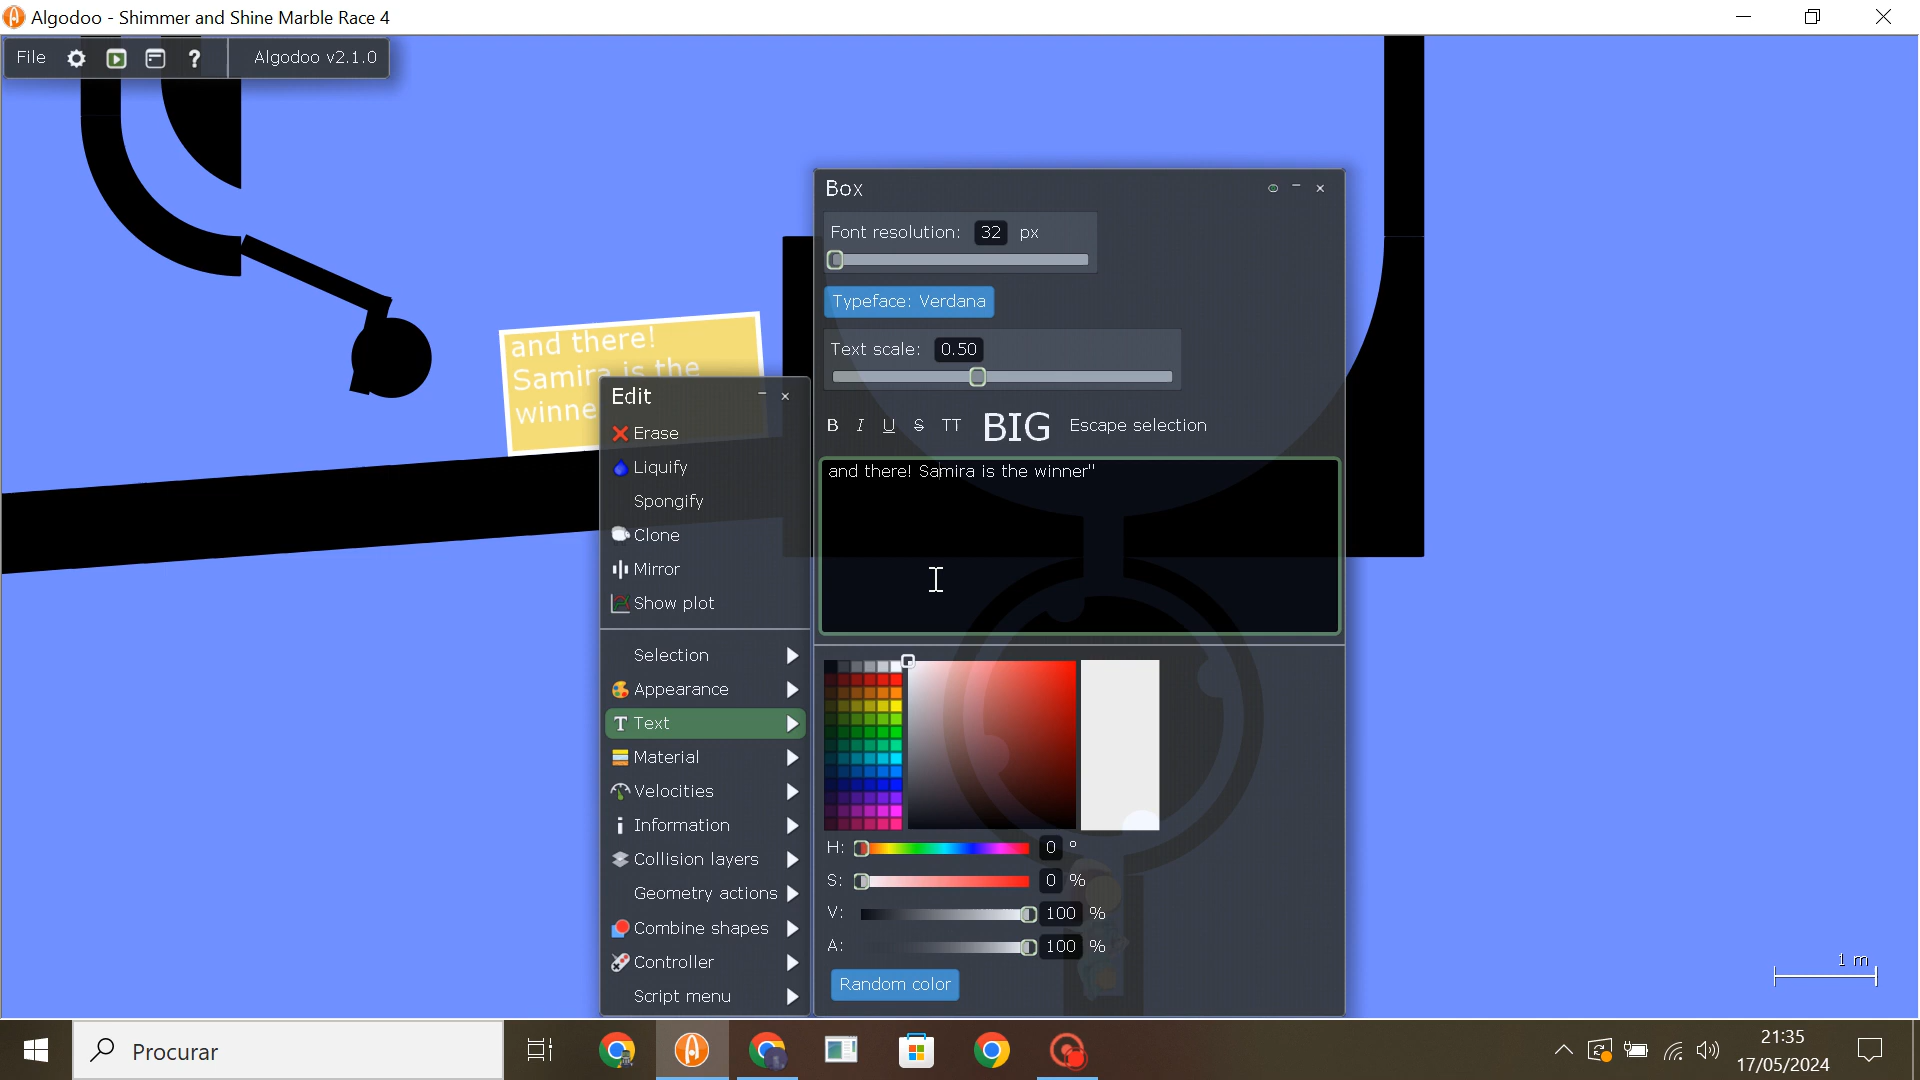 Algodoo - Shimmer and Shine Marble Race 4
File
?
Algodoo v2.1.0
and there!
Samira is the
winne
Edit
Erase
Liquify
Spongify
Clone
Mirror
Show plot
Selection
Appearance
Text
Material
Velocities
Information
Collision layers
Geometry actions
Combine shapes
Controller
Script menu
Box
Font resolution: 32 px
Typeface: Verdana
Text scale: 0.50
B I U S TT BIG Escape selection
and there! Samira is the winner"
H: 0 °
S: 0 %
V: 100 %
A: 100 %
Random color
1 m
Procurar
21:35
17/05/2024